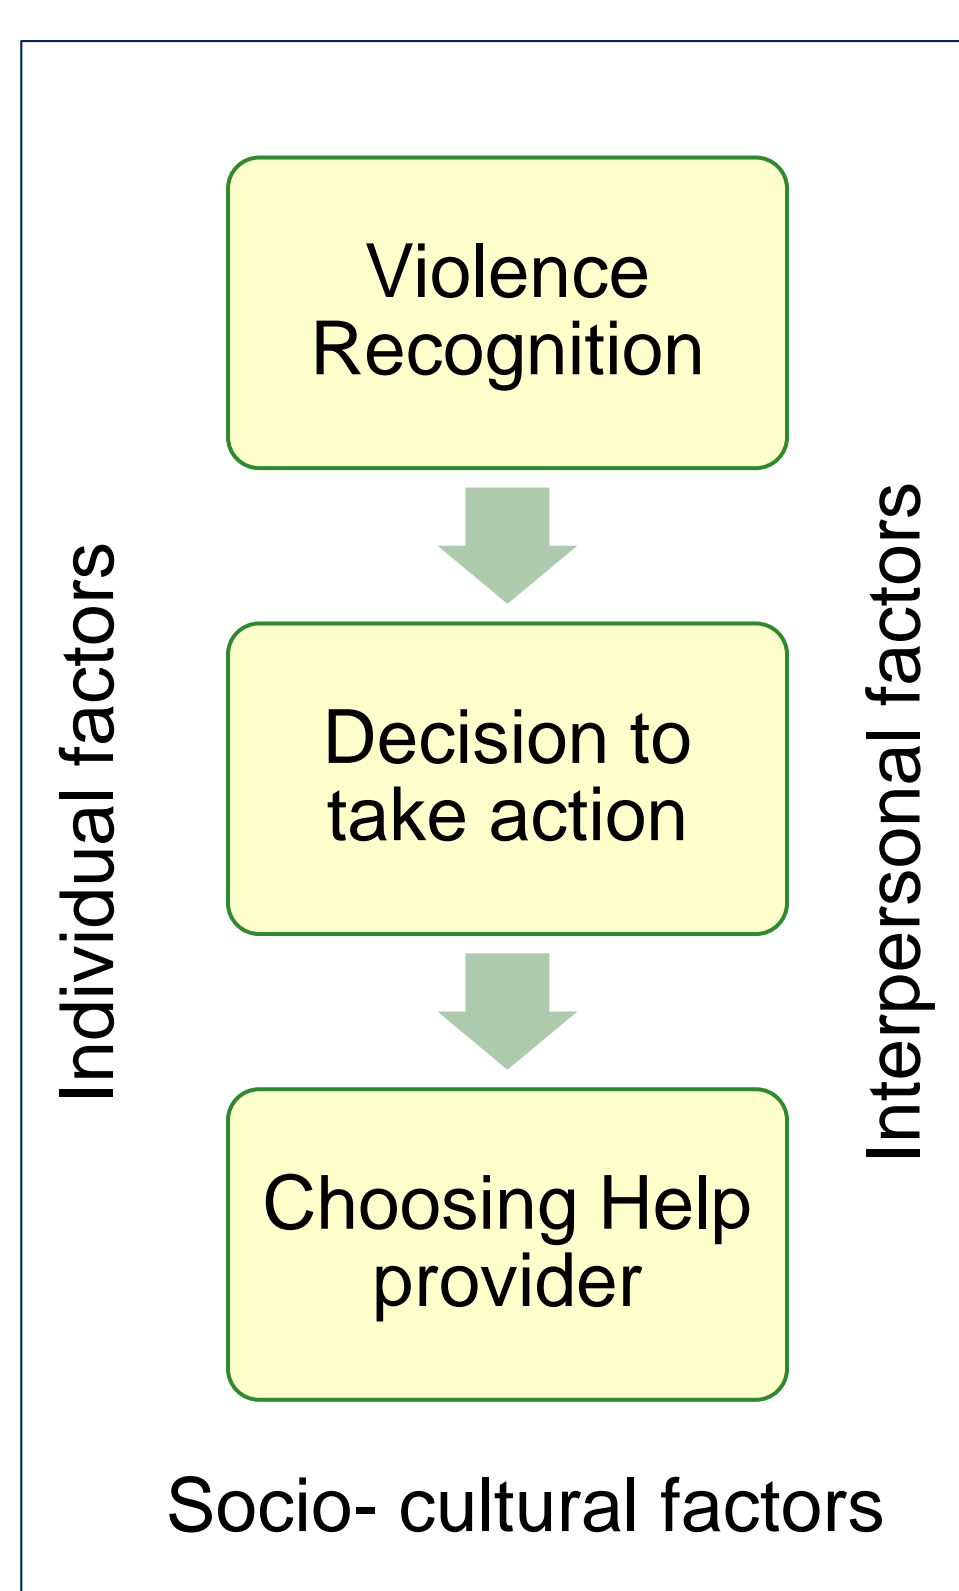 Violence
Recognition
Individual factors
Decision to
take action
Interpersonal factors
Choosing Help
provider
Socio- cultural factors